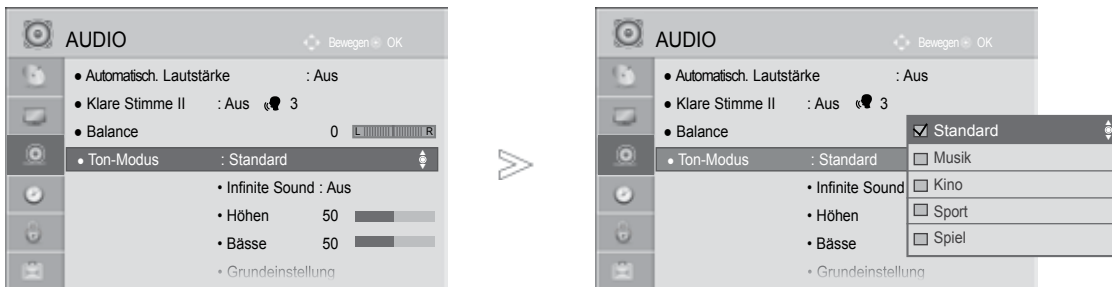 AUDIO
Bewegen OK
• Automatisch. Lautstärke : Aus
• Klare Stimme II : Aus 3
• Balance 0 L R
• Ton-Modus : Standard
• Infinite Sound : Aus
• Höhen 50
• Bässe 50
• Grundeinstellung
AUDIO
Bewegen OK
• Automatisch. Lautstärke : Aus
• Klare Stimme II : Aus 3
• Balance
• Ton-Modus : Standard
• Infinite Sound
• Höhen
• Bässe
• Grundeinstellung
Standard
Musik
Kino
Sport
Spiel